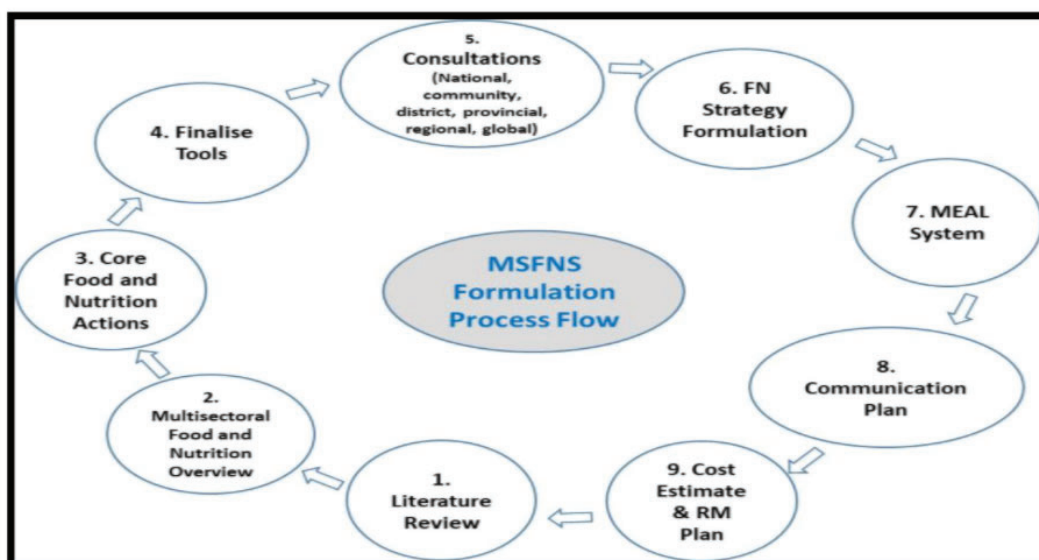 5.
Consultations
(National,
community,
district, provincial,
regional, global)
6. FN
Strategy
Formulation
4. Finalise
Tools
7. MEAL
System
3. Core
Food and
Nutrition
Actions
MSFNS
Formulation
Process Flow
8.
Communication
Plan
2.
Multisectoral
Food and
Nutrition
Overview
1.
Literature
Review
9. Cost
Estimate
& RM
Plan